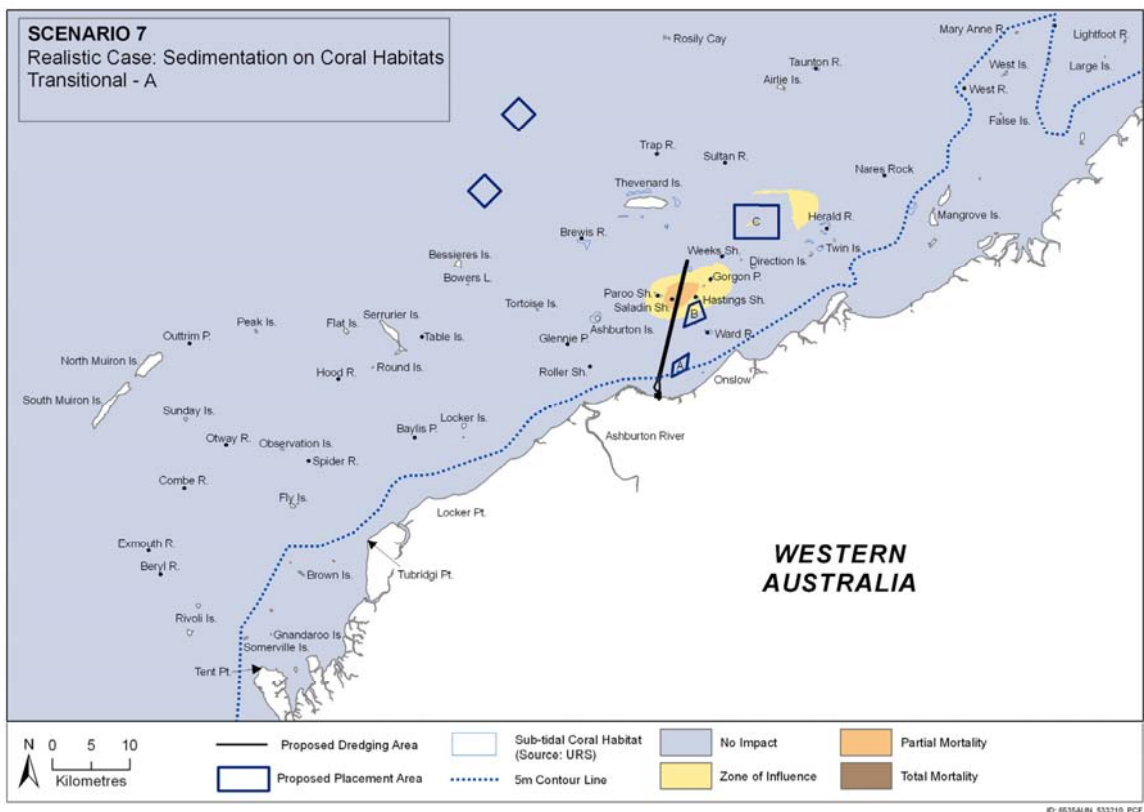 SCENARIO 7
Realistic Case: Sedimentation on Coral Habitats
Transitional - A
Rosily Cay
Mary Anne R.
Lightfoot R.
Taunton R.
Airlie Is.
West Is.
Large Is.
West R.
False Is.
Trap R.
Sultan R.
Nares Rock
Thevenard Is.
C
Herald R.
Mangrove Is.
Brewis R.
Twin Is.
Weeks Sh.
Direction Is.
Bessieres Is.
Bowers L.
Gorgon P.
Paroo Sh.
Hastings Sh.
Saladin Sh.
Tortoise Is.
B
Serrurier Is.
Peak Is.
Flat Is.
Ashburton Is.
Outtrim P.
Table Is.
Glennie P.
Ward R.
North Muiron Is.
Round Is.
Roller Sh.
A
Hood R.
Onslow
South Muiron Is.
Sunday Is.
Locker Is.
Baylis P.
Ashburton River
Otway R.
Observation Is.
Spider R.
Combe R.
Fly Is.
Locker Pt.
Exmouth R.
Beryl R.
Brown Is.
Tubridgi Pt.
WESTERN
AUSTRALIA
Rivoli Is.
Gnandaroo Is.
Somerville Is.
Tent Pt.
N
0 5 10
Kilometres
Proposed Dredging Area
Proposed Placement Area
Sub-tidal Coral Habitat
(Source: URS)
5m Contour Line
No Impact
Zone of Influence
Partial Mortality
Total Mortality